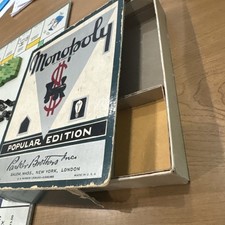 Monopoly
$
?
POPULAR EDITION
Parker Brothers Inc.
SALEM, MASS., NEW YORK, LONDON